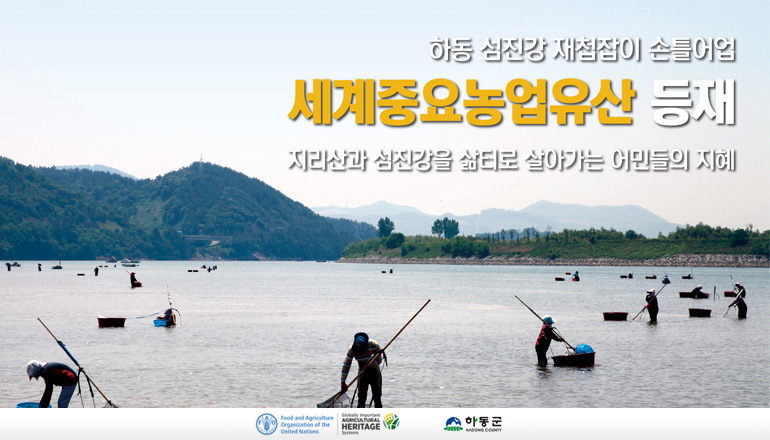 하동 섬진강 재첩잡이 손틀어업
세계중요농업유산 등재
지리산과 섬진강을 삶터로 살아가는 어민들의 지혜
Food and Agriculture
Organization of the
United Nations
Globally Important
AGRICULTURAL
HERITAGE
Systems
하동군
HADONG COUNTY